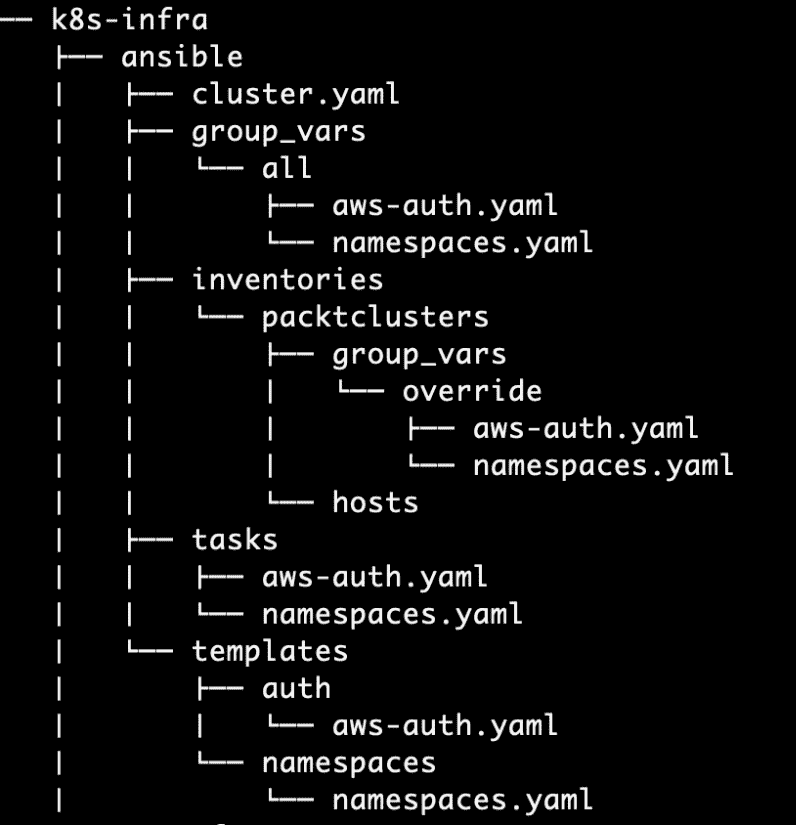 ── k8s-infra
├── ansible
│   ├── cluster.yaml
│   ├── group_vars
│   │   └── all
│   │       ├── aws-auth.yaml
│   │       └── namespaces.yaml
│   ├── inventories
│   │   └── packtclusters
│   │       ├── group_vars
│   │       │   └── override
│   │       │       ├── aws-auth.yaml
│   │       │       └── namespaces.yaml
│   │       └── hosts
│   ├── tasks
│   │   ├── aws-auth.yaml
│   │   └── namespaces.yaml
│   └── templates
│       ├── auth
│       │   └── aws-auth.yaml
│       └── namespaces
│           └── namespaces.yaml